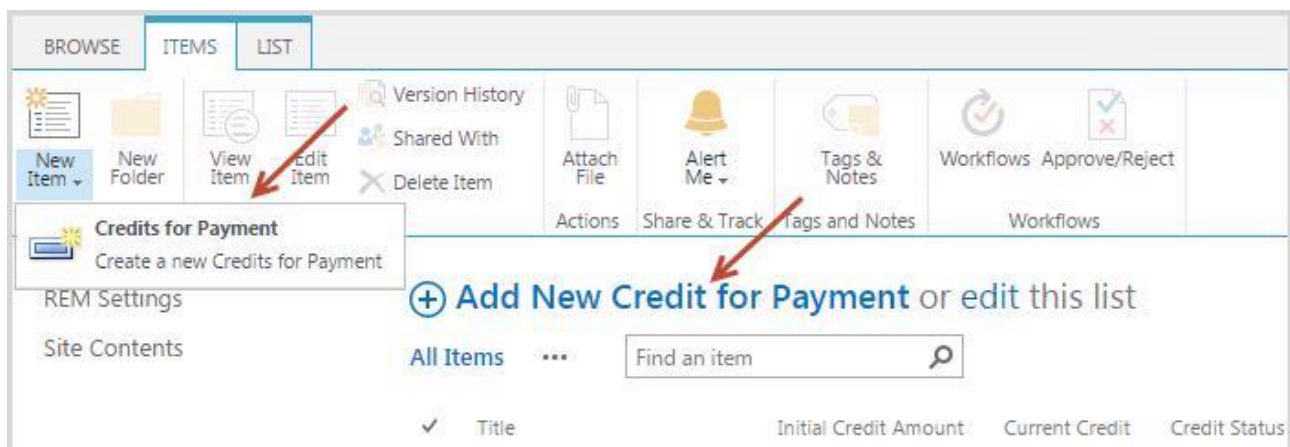 BROWSE ITEMS LIST
New Item
New Folder
View Item
Edit Item
Version History
Shared With
Delete Item
Attach File
Alert Me
Tags & Notes
Workflows
Approve/Reject
Actions
Share & Track
Tags and Notes
Workflows
Credits for Payment
Create a new Credits for Payment
REM Settings
Site Contents
Add New Credit for Payment or edit this list
All Items ••• Find an item
Title Initial Credit Amount Current Credit Credit Status